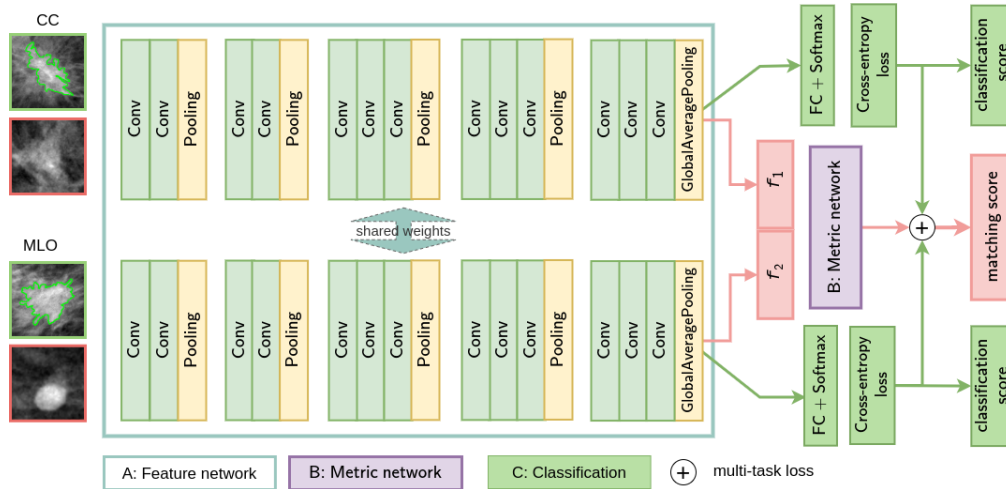 CC
Conv
Conv
Pooling
Conv
Conv
Pooling
Conv
Conv
Conv
Pooling
Conv
Conv
Conv
Pooling
Conv
Conv
Conv
GlobalAveragePooling
FC + Softmax
Cross-entropy
loss
classification
score
f1
shared weights
B: Metric network
+
matching score
f2
MLO
Conv
Conv
Pooling
Conv
Conv
Pooling
Conv
Conv
Conv
Pooling
Conv
Conv
Conv
Pooling
Conv
Conv
Conv
GlobalAveragePooling
FC + Softmax
Cross-entropy
loss
classification
score
A: Feature network
B: Metric network
C: Classification
+
multi-task loss